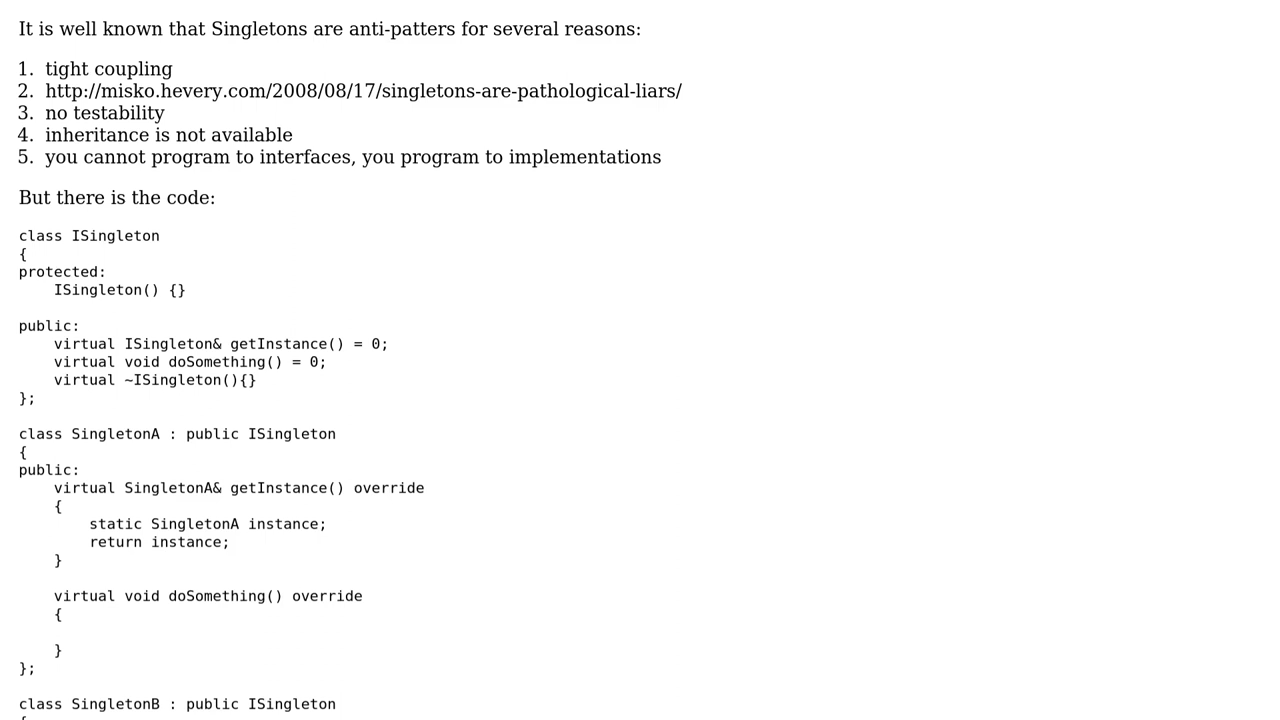 It is well known that Singletons are anti-patters for several reasons:
1. tight coupling
2. http://misko.hevery.com/2008/08/17/singletons-are-pathological-liars/
3. no testability
4. inheritance is not available
5. you cannot program to interfaces, you program to implementations
But there is the code:
class ISingleton
{
protected:
    ISingleton() {}

public:
    virtual ISingleton& getInstance() = 0;
    virtual void doSomething() = 0;
    virtual ~ISingleton(){}
};

class SingletonA : public ISingleton
{
public:
    virtual SingletonA& getInstance() override
    {
        static SingletonA instance;
        return instance;
    }

    virtual void doSomething() override
    {

    }
};

class SingletonB : public ISingleton
{